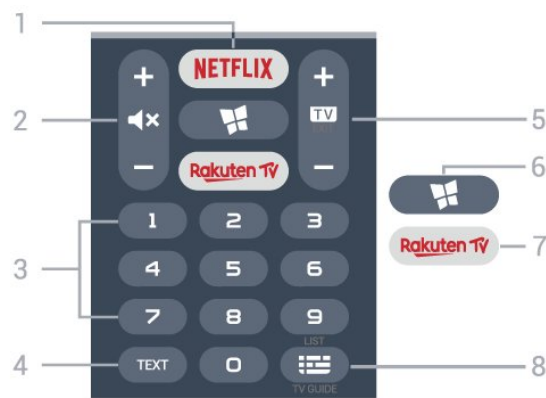 1
NETFLIX
+ +
2 TV 5
EXIT
6
- Rakuten TV -
1 2 3
3 Rakuten TV 7
4 5 6
7 8 9
LIST
4 TEXT 0 8
TV GUIDE